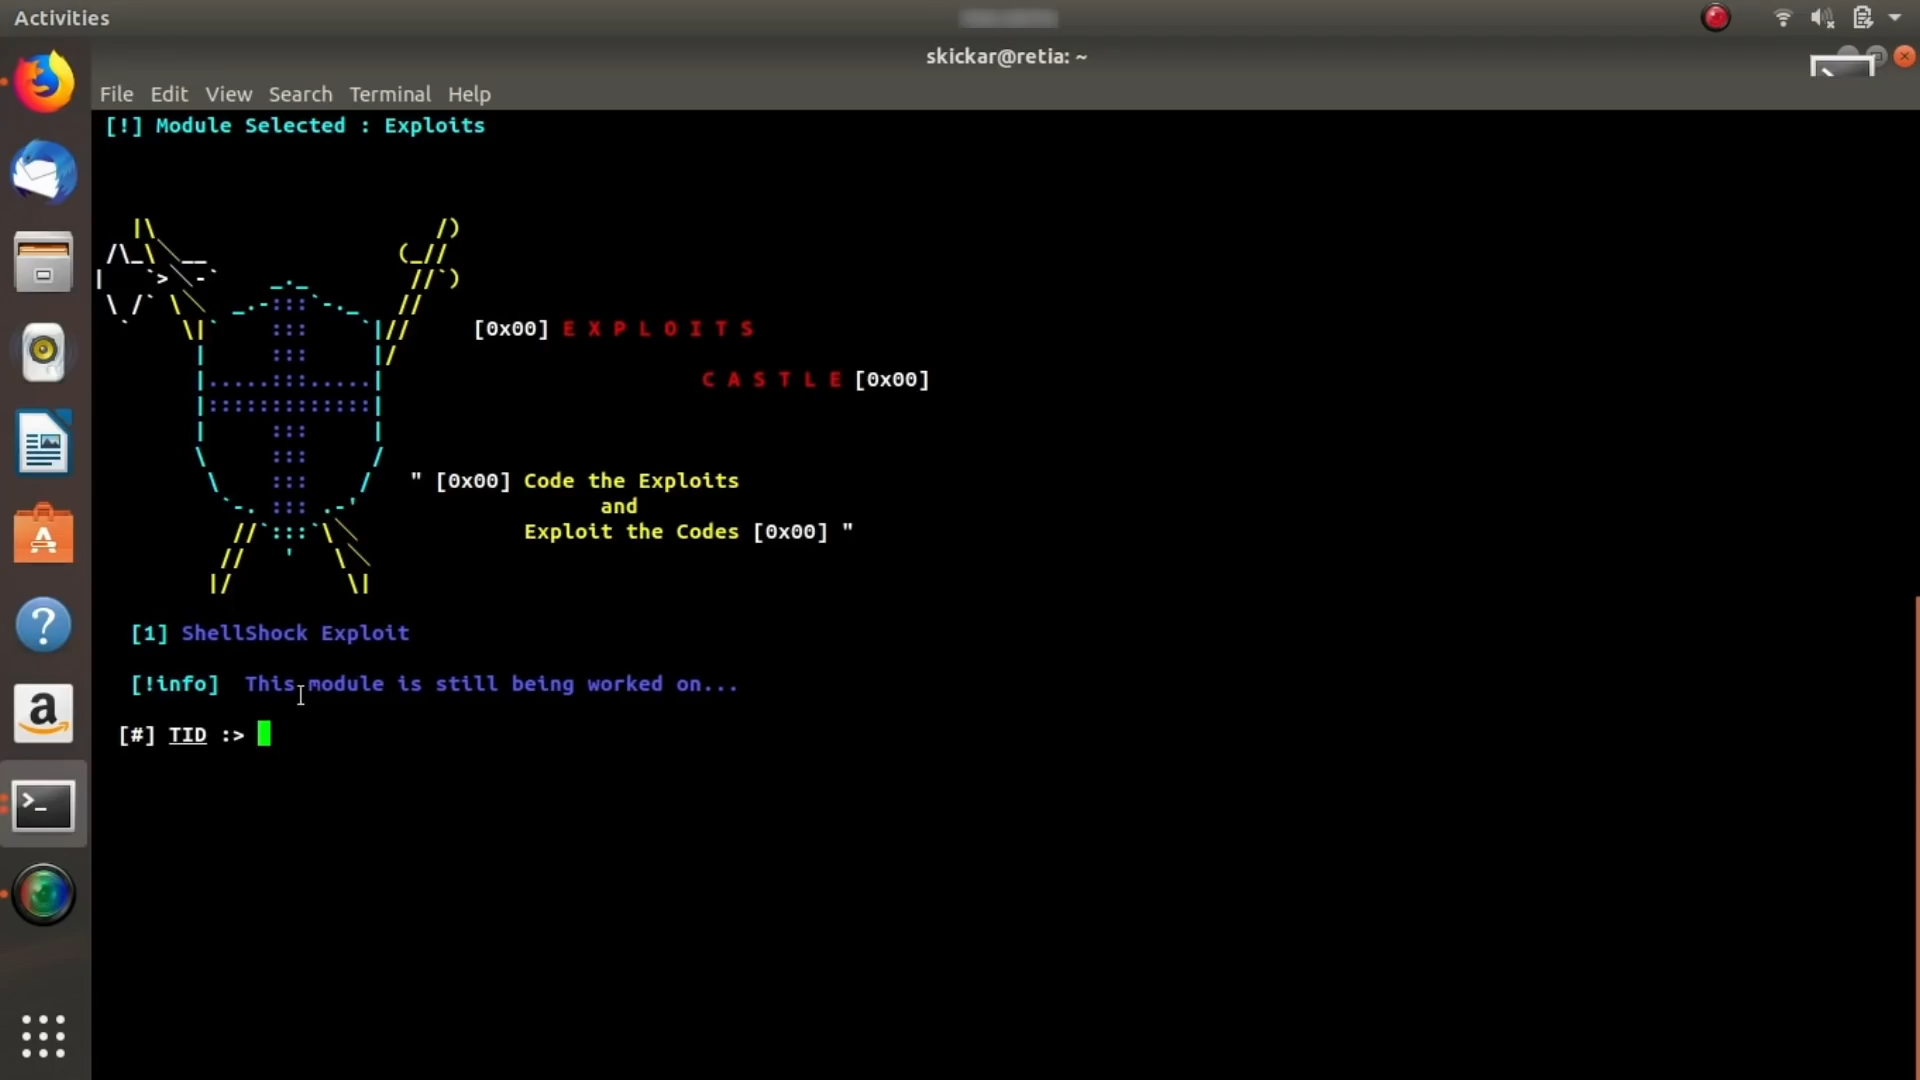 Activities
skickar@retia: ~
File Edit View Search Terminal Help
[!] Module Selected : Exploits
[0x00] E X P L O I T S
C A S T L E [0x00]
" [0x00] Code the Exploits
and
Exploit the Codes [0x00] "
[1] ShellShock Exploit
[!info] This module is still being worked on...
[#] TID :>